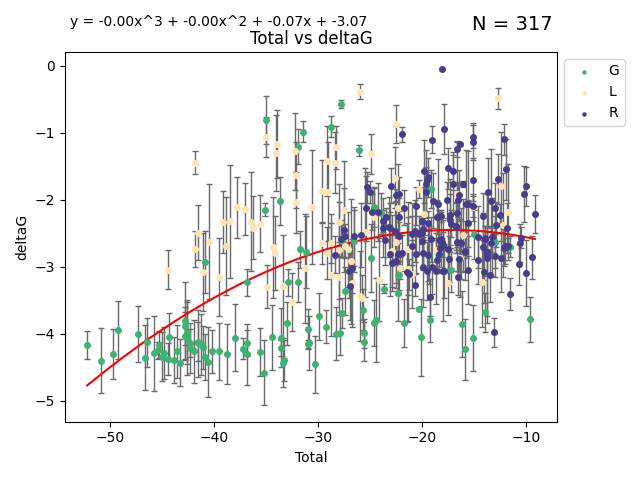 y = -0.00x^3 + -0.00x^2 + -0.07x + -3.07
N = 317
Total vs deltaG
G
L
R
0
−1
−2
−3
−4
−5
deltaG
−50
−40
−30
−20
−10
Total